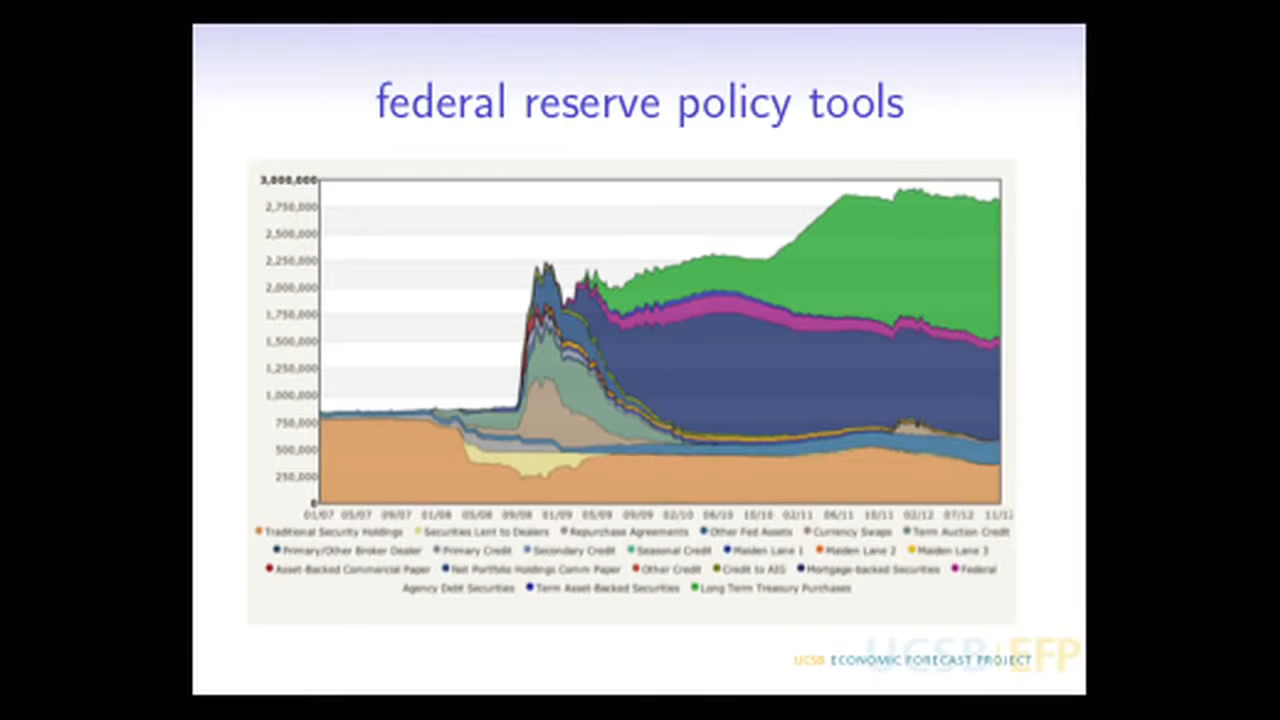 federal reserve policy tools
3,000,000
2,750,000
2,500,000
2,250,000
2,000,000
1,750,000
1,500,000
1,250,000
1,000,000
750,000
500,000
250,000
0
01/07 05/07 09/07 01/08 05/08 09/08 01/09 05/09 09/09 02/10 06/10 10/10 02/11 06/11 10/11 02/12 07/12 11/12
Traditional Security Holdings Securities Lent to Dealers Repurchase Agreements Other Fed Assets Currency Swaps Term Auction Credit
Primary/Other Broker Dealer Primary Credit Secondary Credit Seasonal Credit Maiden Lane 1 Maiden Lane 2 Maiden Lane 3
Asset-Backed Commercial Paper Net Portfolio Holdings Comm Paper Other Credit Credit to AIG Mortgage-backed Securities Federal
Agency Debt Securities Term Asset-Backed Securities Long Term Treasury Purchases
UCSB EFP
UCSB ECONOMIC FORECAST PROJECT